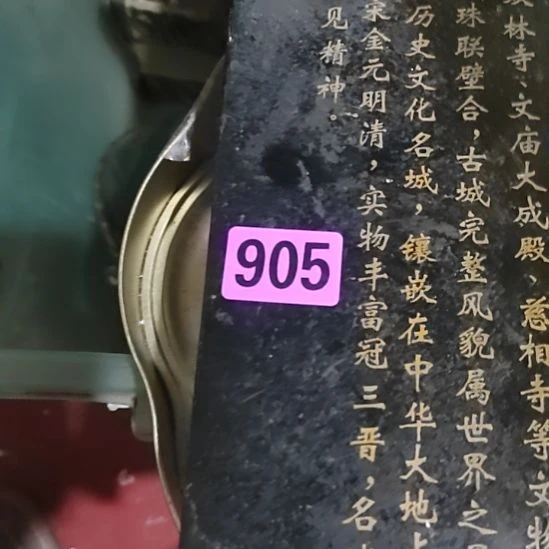 林寺、文庙大成殿、慈相寺等文物
珠联壁合，古城完整风貌属世界之
历史文化名城，镶嵌在中华大地上
宋金元明清，实物丰富冠三晋，名
见精神。
905